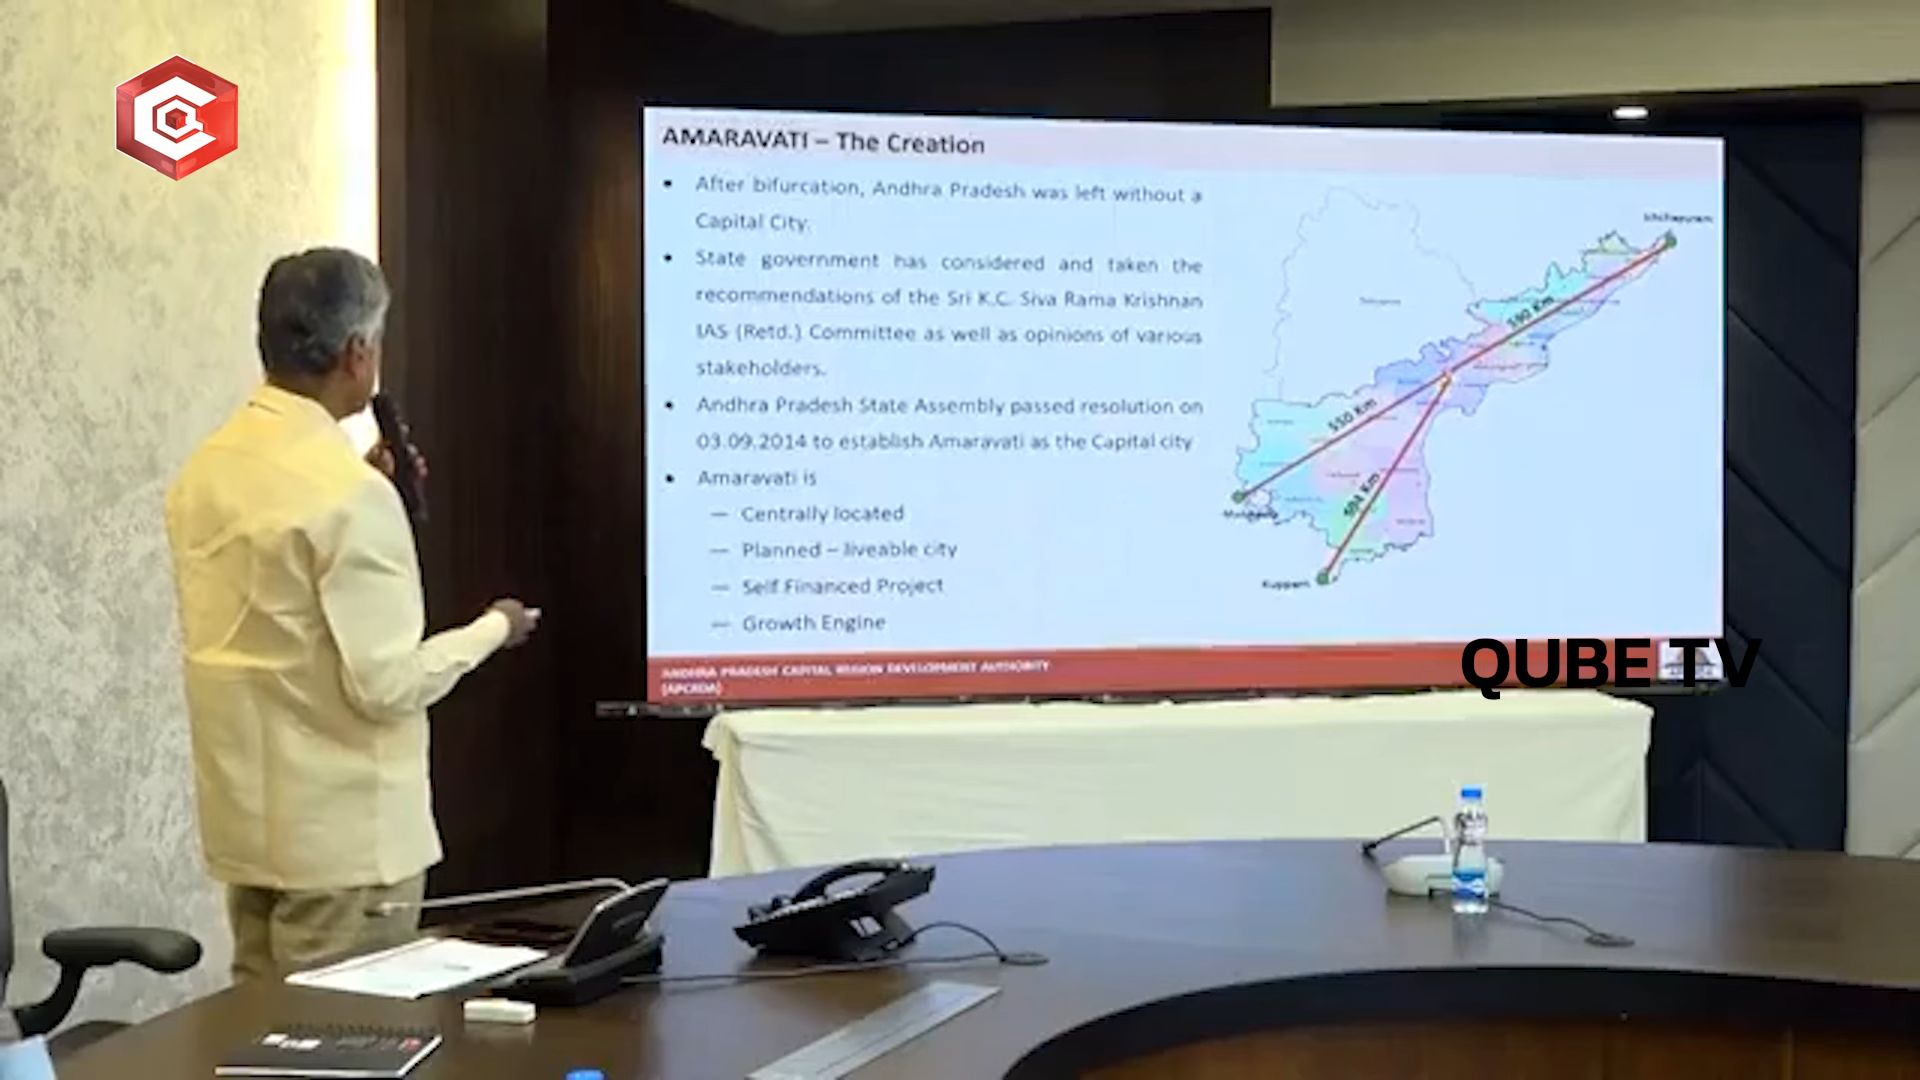 AMARAVATI – The Creation
• After bifurcation, Andhra Pradesh was left without a
Capital City.
• State government has considered and taken the
recommendations of the Sri K.C. Siva Rama Krishnan
IAS (Retd.) Committee as well as opinions of various
stakeholders.
• Andhra Pradesh State Assembly passed resolution on
03.09.2014 to establish Amaravati as the Capital city
• Amaravati is
— Centrally located
— Planned – liveable city
— Self Financed Project
— Growth Engine
Ichchapuram
Telangana
590 Km
550 Km
Kuppam
ANDHRA PRADESH CAPITAL REGION DEVELOPMENT AUTHORITY
(APCRDA)
QUBE TV